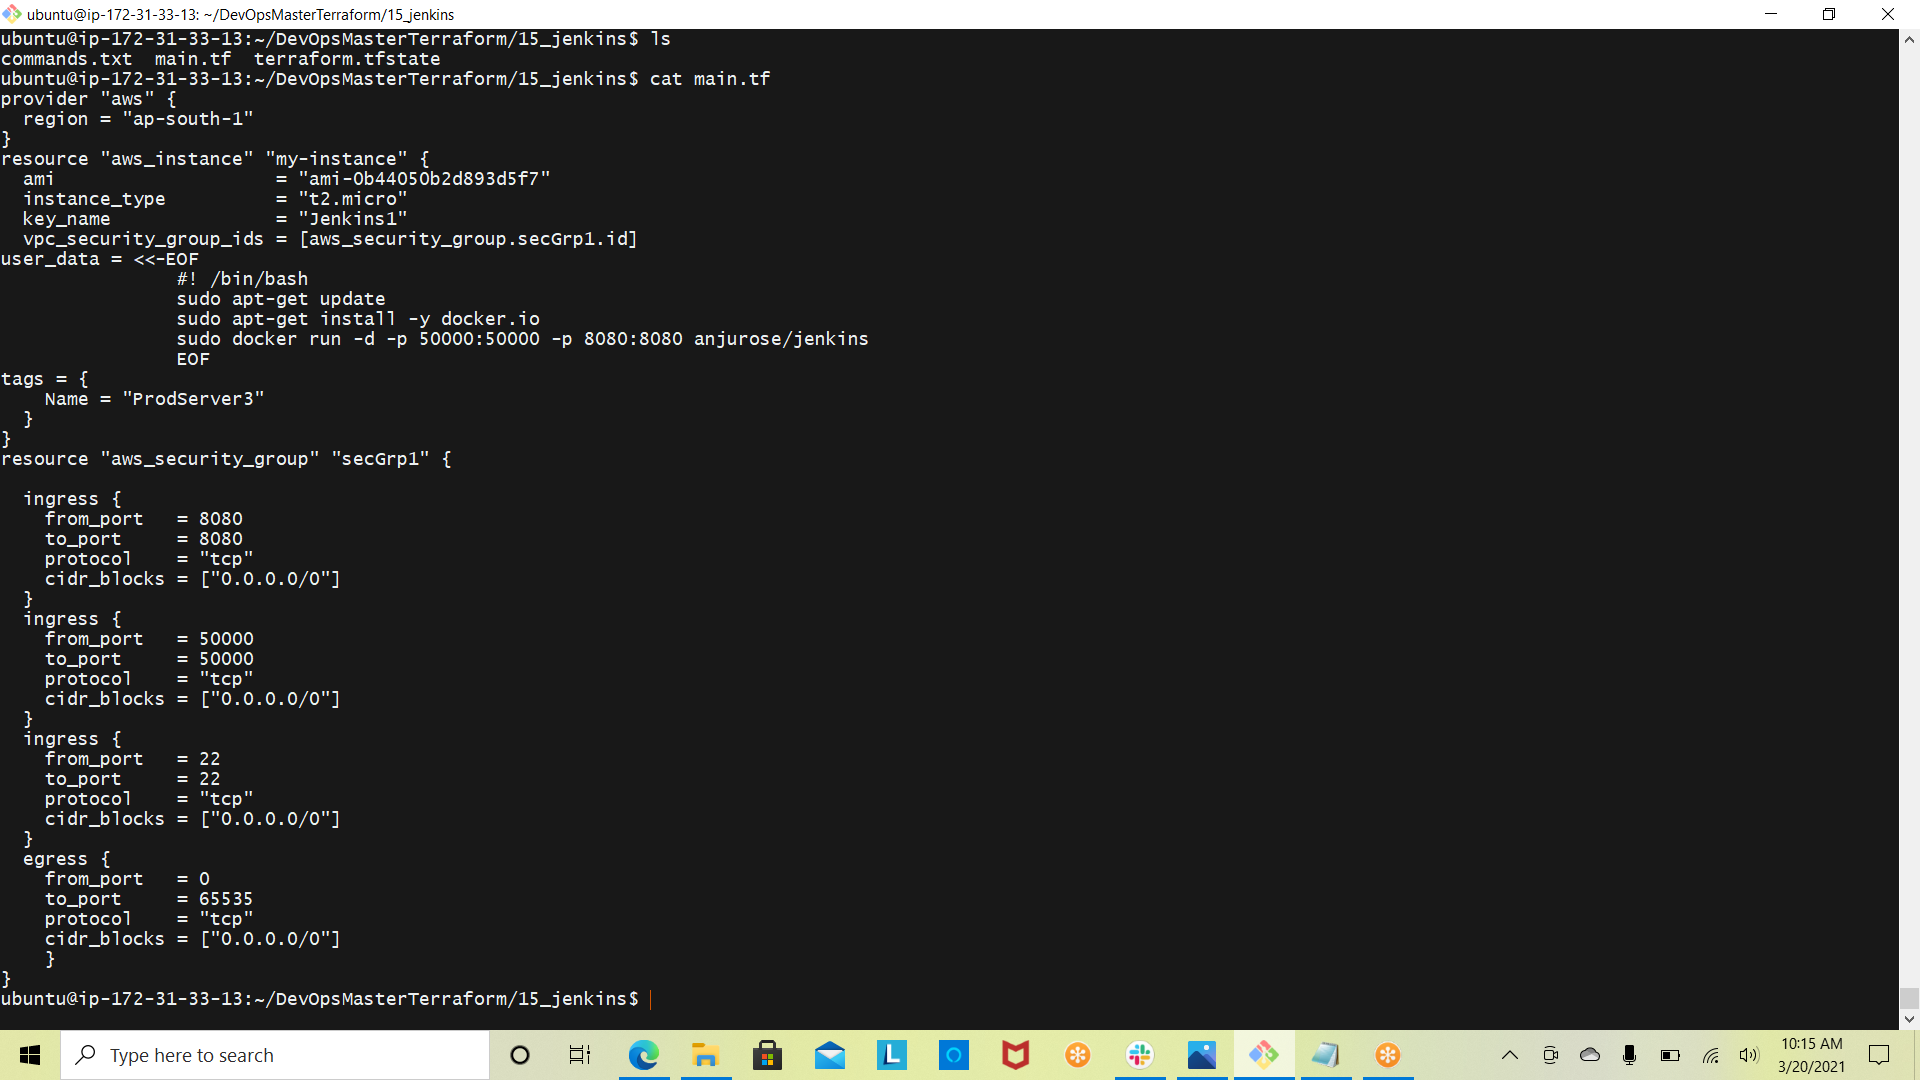 ubuntu@ip-172-31-33-13: ~/DevOpsMasterTerraform/15_jenkins
ubuntu@ip-172-31-33-13:~/DevOpsMasterTerraform/15_jenkins$ ls
commands.txt  main.tf  terraform.tfstate
ubuntu@ip-172-31-33-13:~/DevOpsMasterTerraform/15_jenkins$ cat main.tf
provider "aws" {
  region = "ap-south-1"
}
resource "aws_instance" "my-instance" {
  ami                    = "ami-0b44050b2d893d5f7"
  instance_type          = "t2.micro"
  key_name               = "Jenkins1"
  vpc_security_group_ids = [aws_security_group.secGrp1.id]
user_data = <<-EOF
                #! /bin/bash
                sudo apt-get update
                sudo apt-get install -y docker.io
                sudo docker run -d -p 50000:50000 -p 8080:8080 anjurose/jenkins
                EOF
tags = {
    Name = "ProdServer3"
  }
}
resource "aws_security_group" "secGrp1" {

  ingress {
    from_port   = 8080
    to_port     = 8080
    protocol    = "tcp"
    cidr_blocks = ["0.0.0.0/0"]
  }
  ingress {
    from_port   = 50000
    to_port     = 50000
    protocol    = "tcp"
    cidr_blocks = ["0.0.0.0/0"]
  }
  ingress {
    from_port   = 22
    to_port     = 22
    protocol    = "tcp"
    cidr_blocks = ["0.0.0.0/0"]
  }
  egress {
    from_port   = 0
    to_port     = 65535
    protocol    = "tcp"
    cidr_blocks = ["0.0.0.0/0"]
    }
}
ubuntu@ip-172-31-33-13:~/DevOpsMasterTerraform/15_jenkins$
Type here to search
L
10:15 AM
3/20/2021